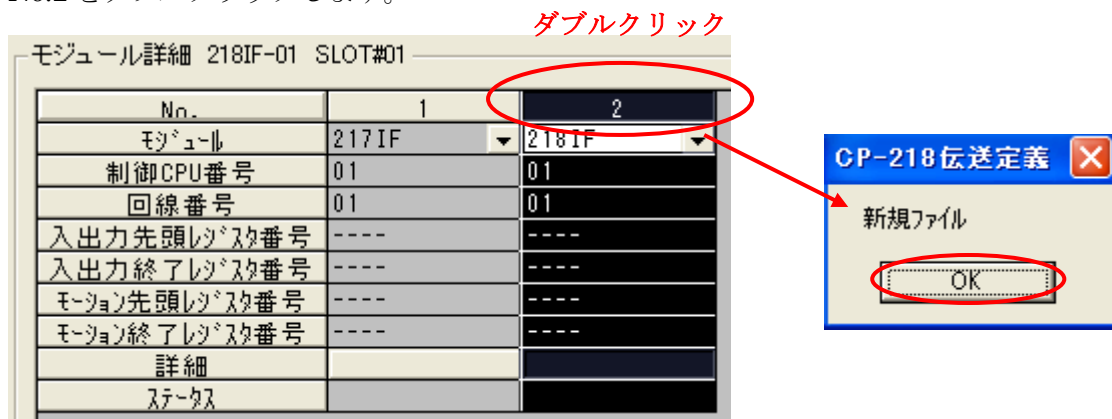 ダブルクリック
モジュール詳細 218IF-01 SLOT#01
No. 1 2
ﾓｼﾞｭｰﾙ 217IF 218IF
制御CPU番号 01 01
回線番号 01 01
入出力先頭ﾚｼﾞｽﾀ番号 ---- ----
入出力終了ﾚｼﾞｽﾀ番号 ---- ----
ﾓｰｼｮﾝ先頭ﾚｼﾞｽﾀ番号 ---- ----
ﾓｰｼｮﾝ終了ﾚｼﾞｽﾀ番号 ---- ----
詳細
ｽﾃｰﾀｽ
CP-218伝送定義
新規ﾌｧｲﾙ
OK